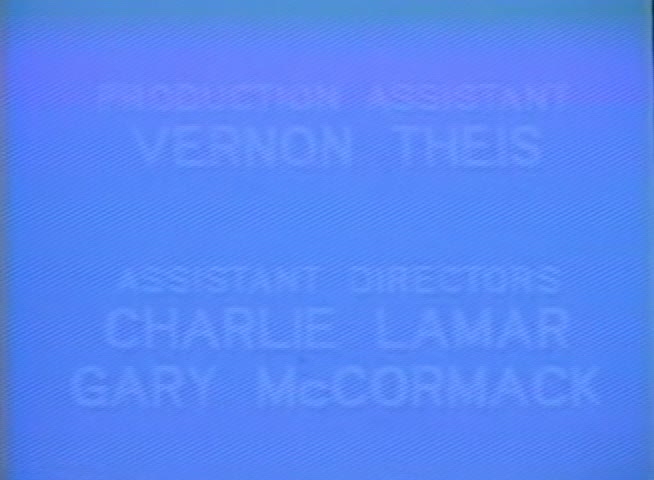 PRODUCTION ASSISTANT
VERNON THEIS
ASSISTANT DIRECTORS
CHARLIE LAMAR
GARY McCORMACK